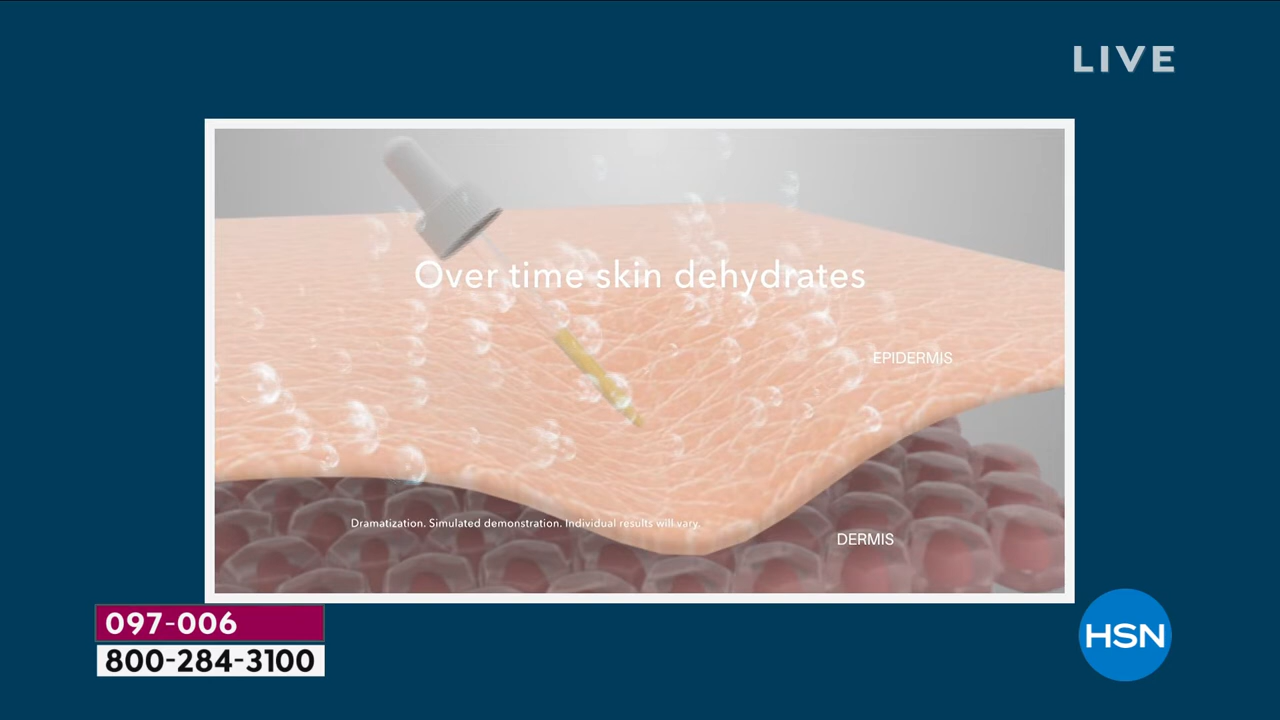 LIVE
Over time skin dehydrates
EPIDERMIS
Dramatization. Simulated demonstration. Individual results will vary.
DERMIS
097-006
800-284-3100
HSN